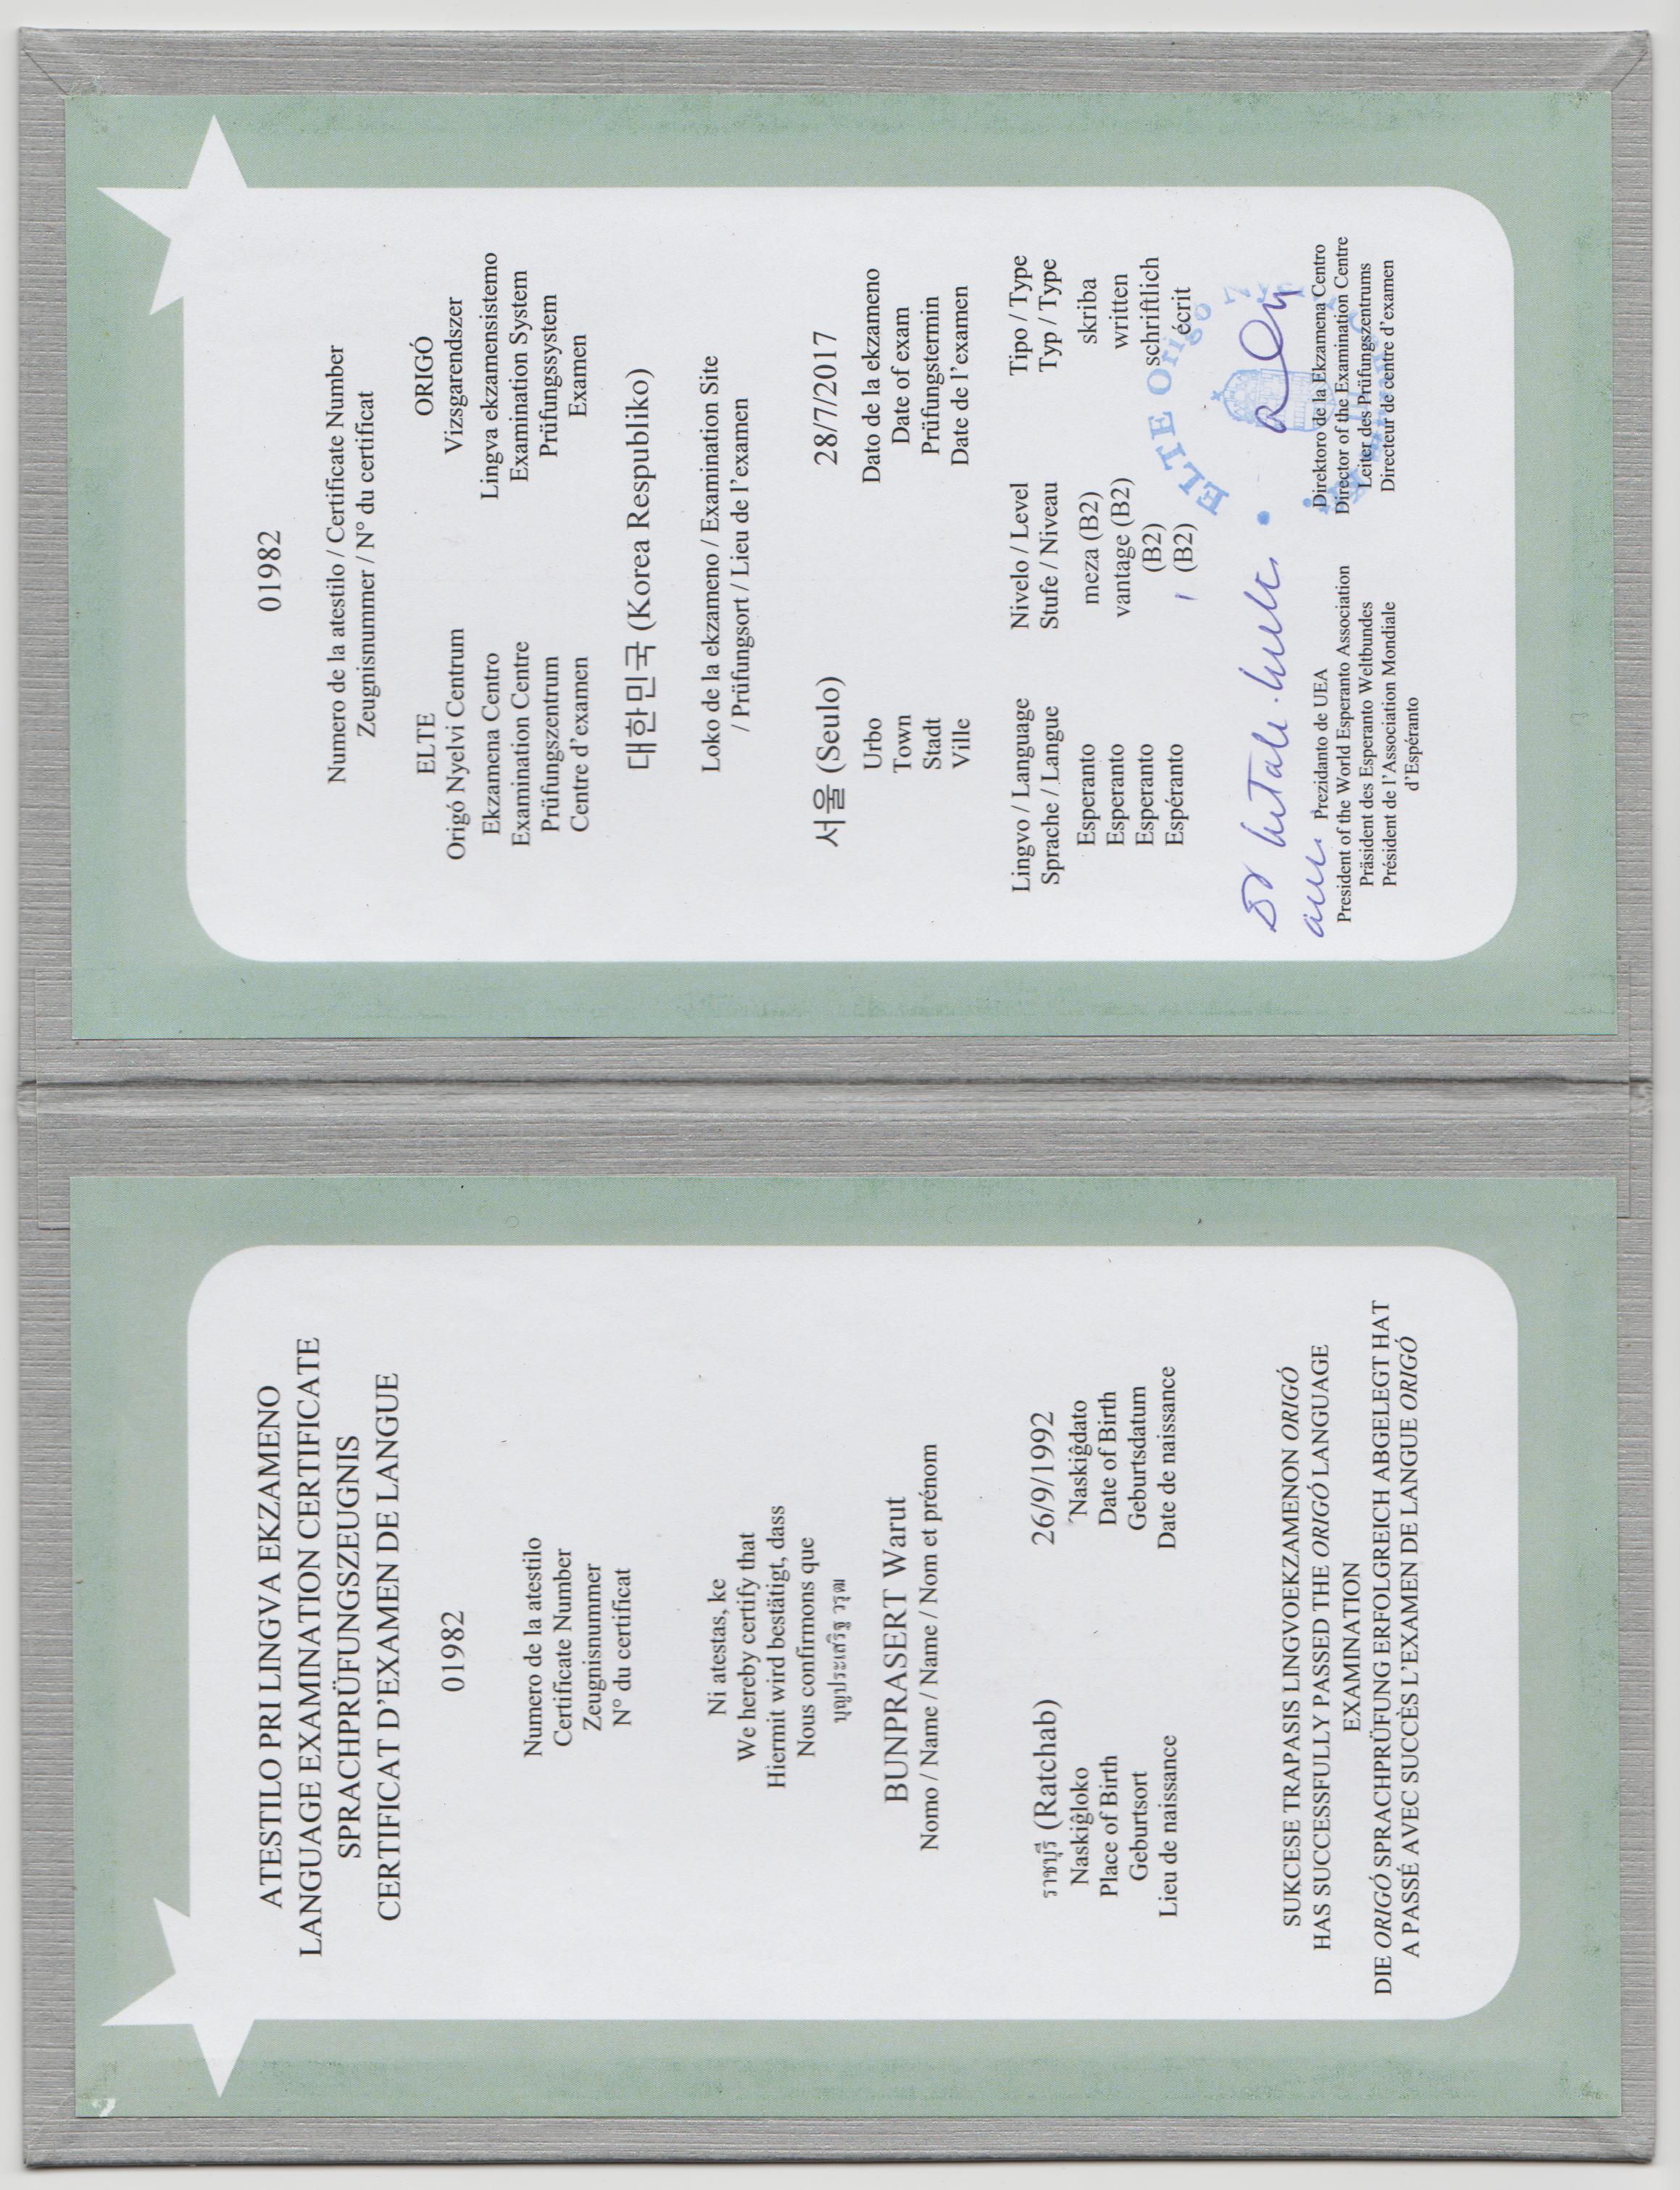 ATESTILO PRI LINGVA EKZAMENO
LANGUAGE EXAMINATION CERTIFICATE
SPRACHPRÜFUNGSZEUGNIS
CERTIFICAT D’EXAMEN DE LANGUE
01982
Numero de la atestilo
Certificate Number
Zeugnisnummer
N° du certificat
Ni atestas, ke
We hereby certify that
Hiermit wird bestätigt, dass
Nous confirmons que
บุญประเสริฐ วรุฒ
BUNPRASERT Warut
Nomo / Name / Name / Nom et prénom
ราชบุรี (Ratchab)
Naskiĝloko
Place of Birth
Geburtsort
Lieu de naissance
26/9/1992
Naskiĝdato
Date of Birth
Geburtsdatum
Date de naissance
SUKCESE TRAPASIS LINGVOEKZAMENON ORIGÓ
HAS SUCCESSFULLY PASSED THE ORIGÓ LANGUAGE
EXAMINATION
DIE ORIGÓ SPRACHPRÜFUNG ERFOLGREICH ABGELEGT HAT
A PASSÉ AVEC SUCCÈS L’EXAMEN DE LANGUE ORIGÓ
01982
Numero de la atestilo / Certificate Number
Zeugnisnummer / N° du certificat
ELTE
Origó Nyelvi Centrum
Ekzamena Centro
Examination Centre
Prüfungszentrum
Centre d’examen
ORIGÓ
Vizsgarendszer
Lingva ekzamensistemo
Examination System
Prüfungssystem
Examen
대한민국 (Korea Respubliko)
Loko de la ekzameno / Examination Site
/ Prüfungsort / Lieu de l’examen
서울 (Seulo)
Urbo
Town
Stadt
Ville
28/7/2017
Dato de la ekzameno
Date of exam
Prüfungstermin
Date de l’examen
Lingvo / Language
Sprache / Langue
Esperanto
Esperanto
Esperanto
Espéranto
Nivelo / Level
Stufe / Niveau
meza (B2)
vantage (B2)
(B2)
(B2)
Tipo / Type
Typ / Type
skriba
written
schriftlich
écrit
ELTE Origó
Prezidanto de UEA
President of the World Esperanto Association
Präsident des Esperanto Weltbundes
Président de l’Association Mondiale
d’Espéranto
Direktoro de la Ekzamena Centro
Director of the Examination Centre
Leiter des Prüfungszentrums
Directeur de centre d’examen